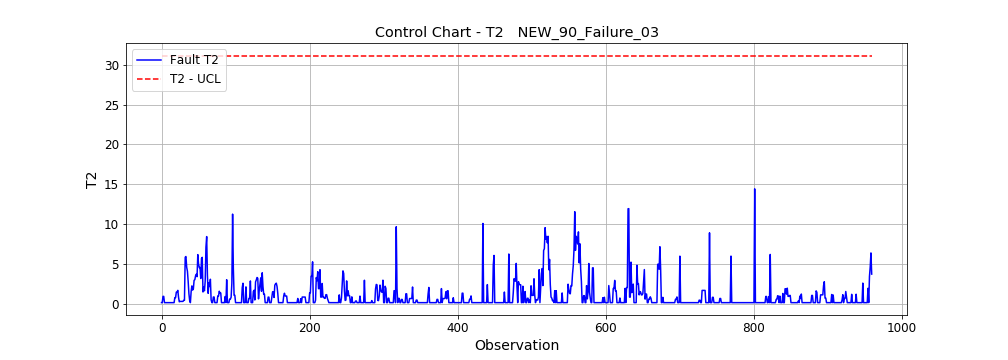 Control Chart - T2   NEW_90_Failure_03
Fault T2
T2 - UCL
30
25
20
15
10
5
0
T2
0 200 400 600 800 1000
Observation